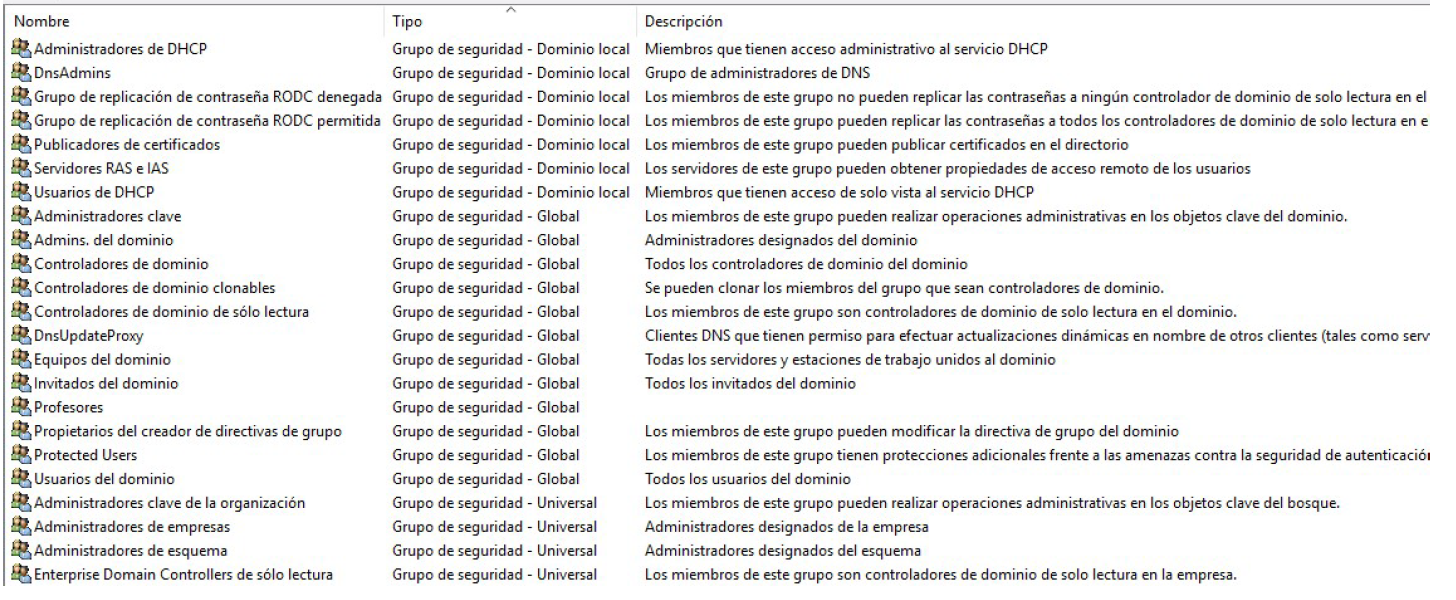 Nombre Tipo Descripción
Administradores de DHCP Grupo de seguridad - Dominio local Miembros que tienen acceso administrativo al servicio DHCP
DnsAdmins Grupo de seguridad - Dominio local Grupo de administradores de DNS
Grupo de replicación de contraseña RODC denegada Grupo de seguridad - Dominio local Los miembros de este grupo no pueden replicar las contraseñas a ningún controlador de dominio de solo lectura en el
Grupo de replicación de contraseña RODC permitida Grupo de seguridad - Dominio local Los miembros de este grupo pueden replicar las contraseñas a todos los controladores de dominio de solo lectura en e
Publicadores de certificados Grupo de seguridad - Dominio local Los miembros de este grupo pueden publicar certificados en el directorio
Servidores RAS e IAS Grupo de seguridad - Dominio local Los servidores de este grupo pueden obtener propiedades de acceso remoto de los usuarios
Usuarios de DHCP Grupo de seguridad - Dominio local Miembros que tienen acceso de solo vista al servicio DHCP
Administradores clave Grupo de seguridad - Global Los miembros de este grupo pueden realizar operaciones administrativas en los objetos clave del dominio.
Admins. del dominio Grupo de seguridad - Global Administradores designados del dominio
Controladores de dominio Grupo de seguridad - Global Todos los controladores de dominio del dominio
Controladores de dominio clonables Grupo de seguridad - Global Se pueden clonar los miembros del grupo que sean controladores de dominio.
Controladores de dominio de sólo lectura Grupo de seguridad - Global Los miembros de este grupo son controladores de dominio de solo lectura en el dominio.
DnsUpdateProxy Grupo de seguridad - Global Clientes DNS que tienen permiso para efectuar actualizaciones dinámicas en nombre de otros clientes (tales como serv
Equipos del dominio Grupo de seguridad - Global Todas los servidores y estaciones de trabajo unidos al dominio
Invitados del dominio Grupo de seguridad - Global Todos los invitados del dominio
Profesores Grupo de seguridad - Global
Propietarios del creador de directivas de grupo Grupo de seguridad - Global Los miembros de este grupo pueden modificar la directiva de grupo del dominio
Protected Users Grupo de seguridad - Global Los miembros de este grupo tienen protecciones adicionales frente a las amenazas contra la seguridad de autenticación
Usuarios del dominio Grupo de seguridad - Global Todos los usuarios del dominio
Administradores clave de la organización Grupo de seguridad - Universal Los miembros de este grupo pueden realizar operaciones administrativas en los objetos clave del bosque.
Administradores de empresas Grupo de seguridad - Universal Administradores designados de la empresa
Administradores de esquema Grupo de seguridad - Universal Administradores designados del esquema
Enterprise Domain Controllers de sólo lectura Grupo de seguridad - Universal Los miembros de este grupo son controladores de dominio de solo lectura en la empresa.